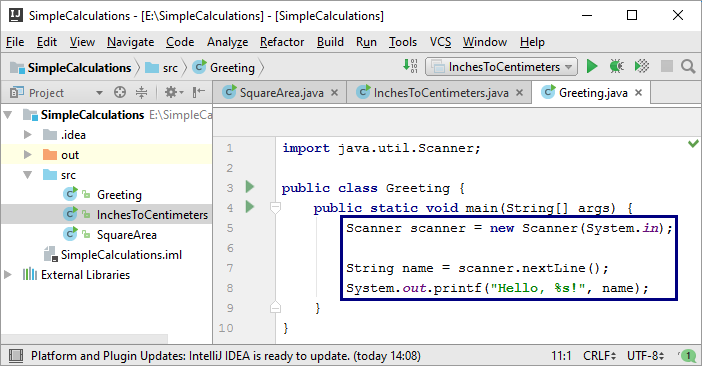 SimpleCalculations - [E:\SimpleCalculations] - [SimpleCalculations]
File Edit View Navigate Code Analyze Refactor Build Run Tools VCS Window Help
SimpleCalculations src Greeting InchesToCentimeters
Project SquareArea.java InchesToCentimeters.java Greeting.java
SimpleCalculations E:\SimpleCa
.idea
out
src
Greeting
InchesToCentimeters
SquareArea
SimpleCalculations.iml
External Libraries
1 import java.util.Scanner;
2
3 public class Greeting {
4 public static void main(String[] args) {
5 Scanner scanner = new Scanner(System.in);
6
7 String name = scanner.nextLine();
8 System.out.printf("Hello, %s!", name);
9 }
10 }
Platform and Plugin Updates: IntelliJ IDEA is ready to update. (today 14:08) 11:1 CRLF UTF-8 1